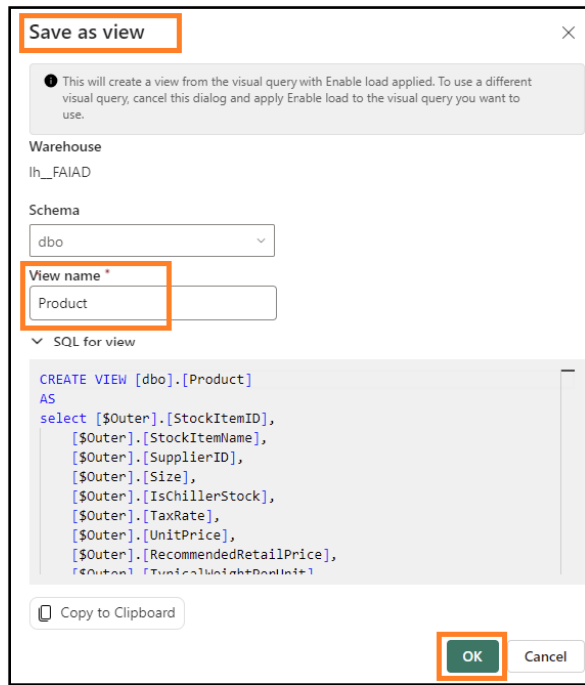 Save as view
This will create a view from the visual query with Enable load applied. To use a different
visual query, cancel this dialog and apply Enable load to the visual query you want to
use.
Warehouse
lh__FAIAD
Schema
dbo
View name *
Product
SQL for view
CREATE VIEW [dbo].[Product]
AS
select [$Outer].[StockItemID],
[$Outer].[StockItemName],
[$Outer].[SupplierID],
[$Outer].[Size],
[$Outer].[IsChillerStock],
[$Outer].[TaxRate],
[$Outer].[UnitPrice],
[$Outer].[RecommendedRetailPrice],
[$Outer].[TypicalWeightPerUnit]
Copy to Clipboard
OK Cancel